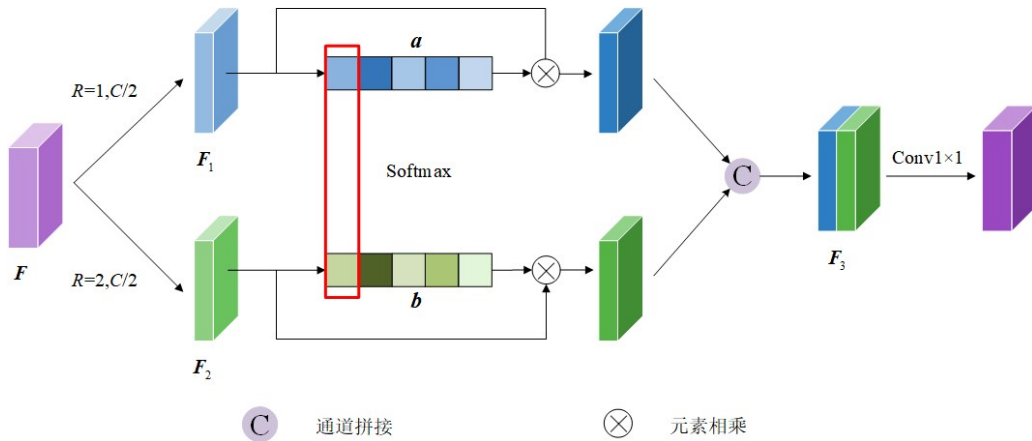 a
R=1,C/2
F1
Softmax
C
Conv1×1
F
R=2,C/2
b
F3
F2
C 通道拼接 元素相乘